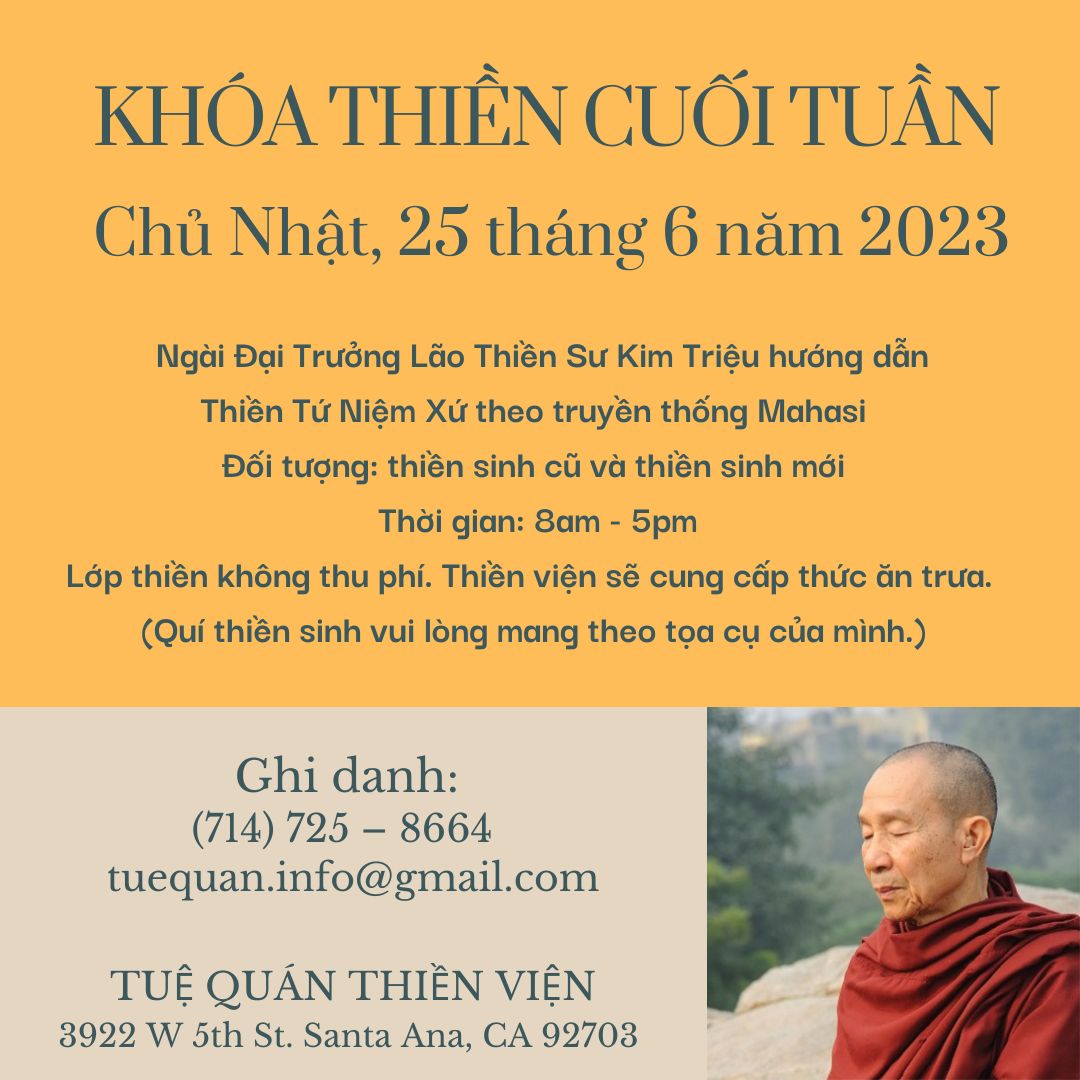 KHÓA THIỀN CUỐI TUẦN
Chủ Nhật, 25 tháng 6 năm 2023
Ngài Đại Trưởng Lão Thiền Sư Kim Triệu hướng dẫn
Thiền Tứ Niệm Xứ theo truyền thống Mahasi
Đối tượng: thiền sinh cũ và thiền sinh mới
Thời gian: 8am - 5pm
Lớp thiền không thu phí. Thiền viện sẽ cung cấp thức ăn trưa.
(Quí thiền sinh vui lòng mang theo tọa cụ của mình.)
Ghi danh:
(714) 725 – 8664
tuequan.info@gmail.com
TUỆ QUÁN THIỀN VIỆN
3922 W 5th St. Santa Ana, CA 92703